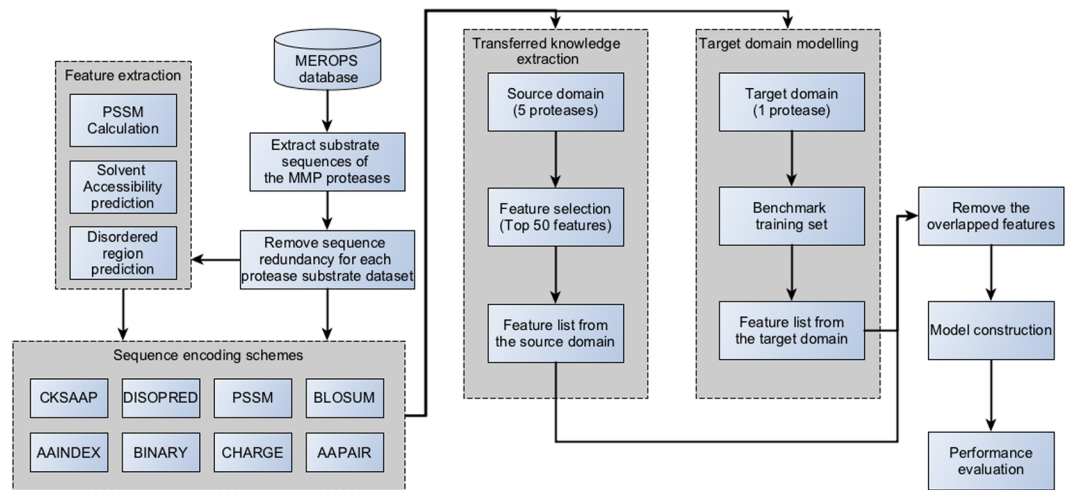 MEROPS
database
Feature extraction
PSSM
Calculation
Solvent
Accessibility
prediction
Disordered
region
prediction
Extract substrate
sequences of
the MMP proteases
Remove sequence
redundancy for each
protease substrate dataset
Sequence encoding schemes
CKSAAP
DISOPRED
PSSM
BLOSUM
AAINDEX
BINARY
CHARGE
AAPAIR
Transferred knowledge
extraction
Source domain
(5 proteases)
Feature selection
(Top 50 features)
Feature list from
the source domain
Target domain modelling
Target domain
(1 protease)
Benchmark
training set
Feature list from
the target domain
Remove the
overlapped features
Model construction
Performance
evaluation